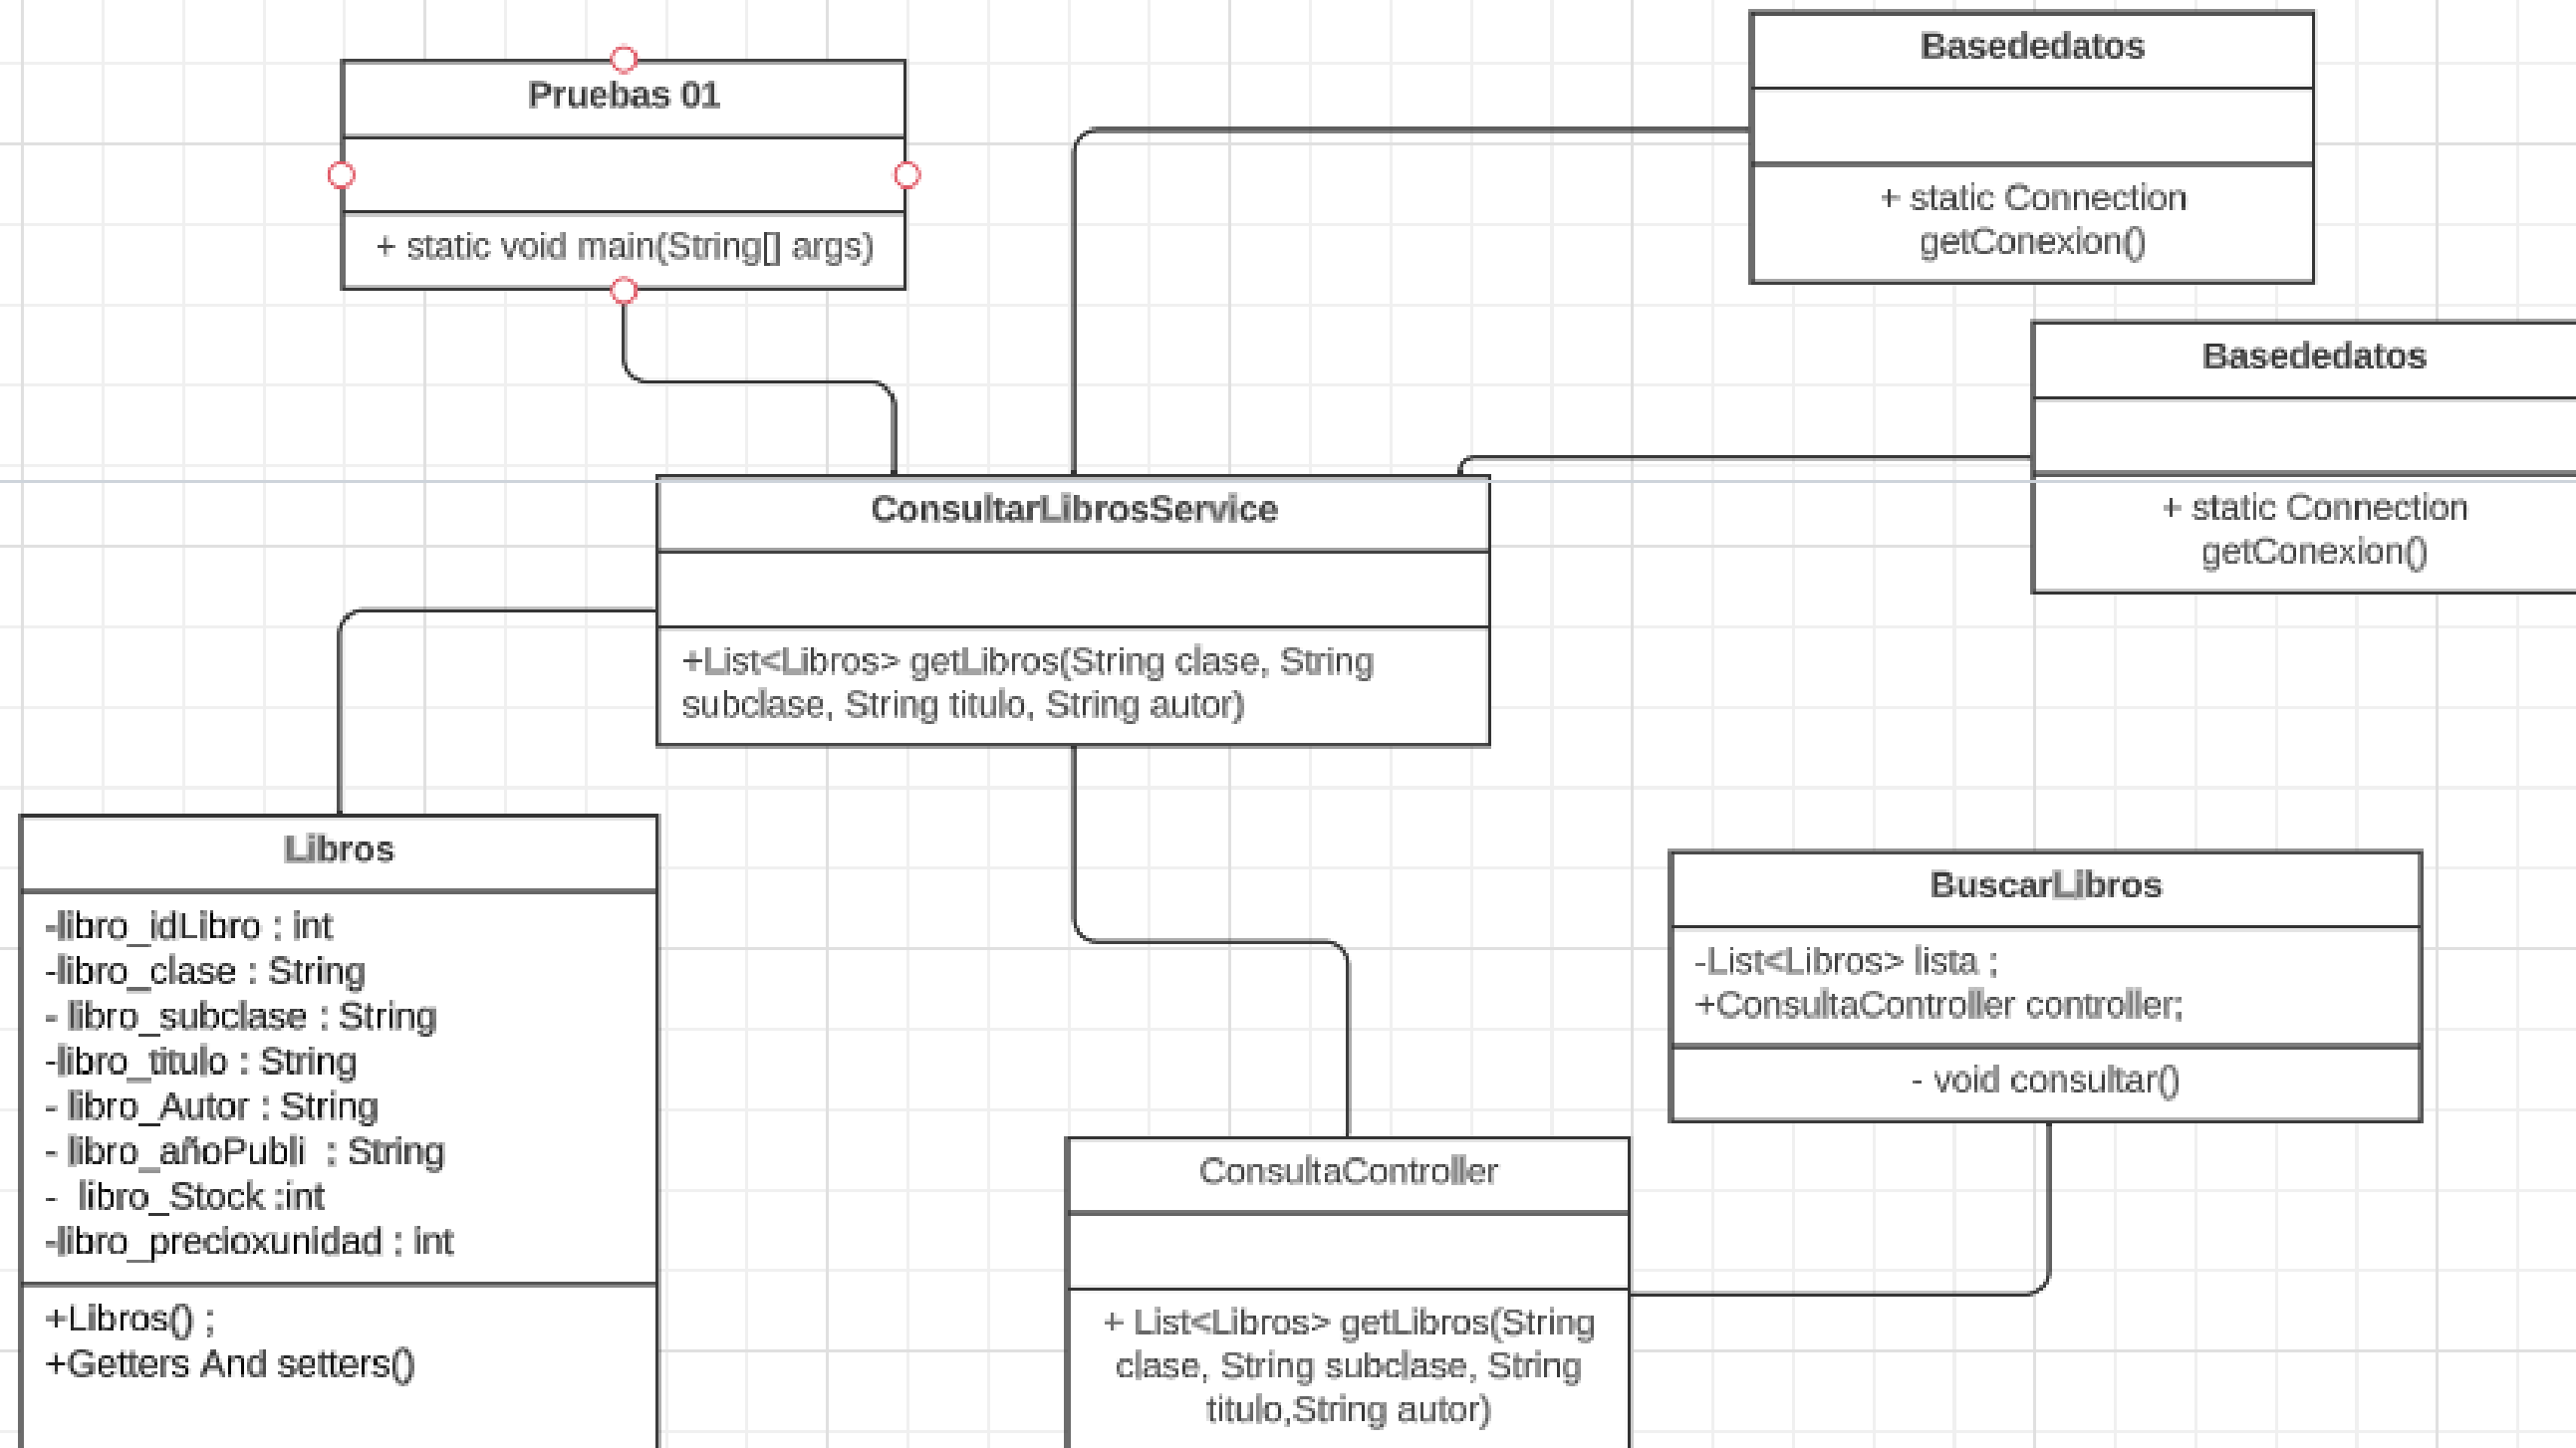 Pruebas 01
+ static void main(String[] args)
Basededatos
+ static Connection
getConexion()
Basededatos
+ static Connection
getConexion()
ConsultarLibrosService
+List<Libros> getLibros(String clase, String
subclase, String titulo, String autor)
Libros
-libro_idLibro : int
-libro_clase : String
- libro_subclase : String
-libro_titulo : String
- libro_Autor : String
- libro_añoPubli  : String
-  libro_Stock :int
-libro_precioxunidad : int
+Libros() ;
+Getters And setters()
BuscarLibros
-List<Libros> lista ;
+ConsultaController controller;
- void consultar()
ConsultaController
+ List<Libros> getLibros(String
clase, String subclase, String
titulo,String autor)